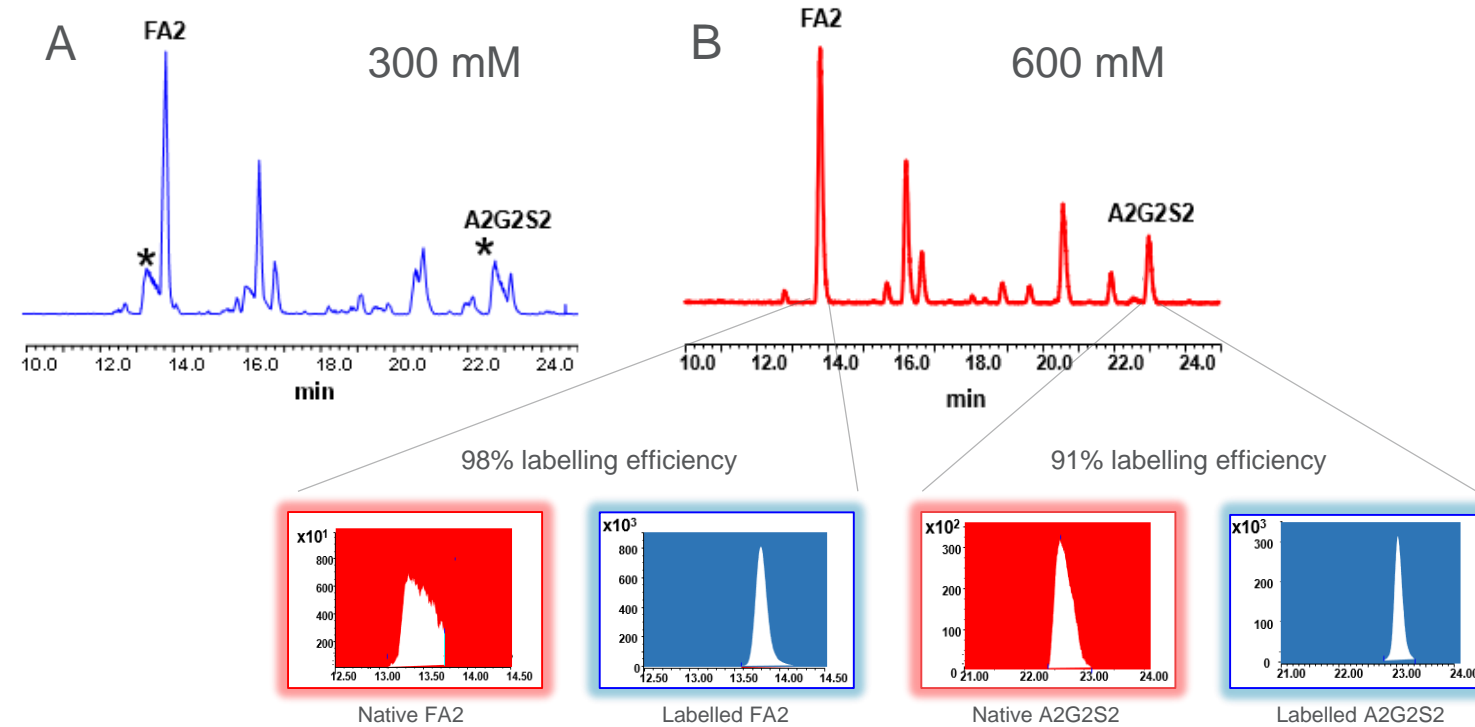 A
FA2
300 mM
*
A2G2S2
*
10.0 12.0 14.0 16.0 18.0 20.0 22.0 24.0
min
B
FA2
600 mM
A2G2S2
10.0 12.0 14.0 16.0 18.0 20.0 22.0 24.0
min
98% labelling efficiency
91% labelling efficiency
x10¹
800
600
400
200
12.50 13.00 13.50 14.00 14.50
Native FA2
x10³
800
600
400
200
0
12.50 13.00 13.50 14.00 14.50
Labelled FA2
x10²
300
200
100
0
21.00 22.00 23.00 24.00
Native A2G2S2
x10³
300
200
100
0
21.00 22.00 23.00 24.00
Labelled A2G2S2